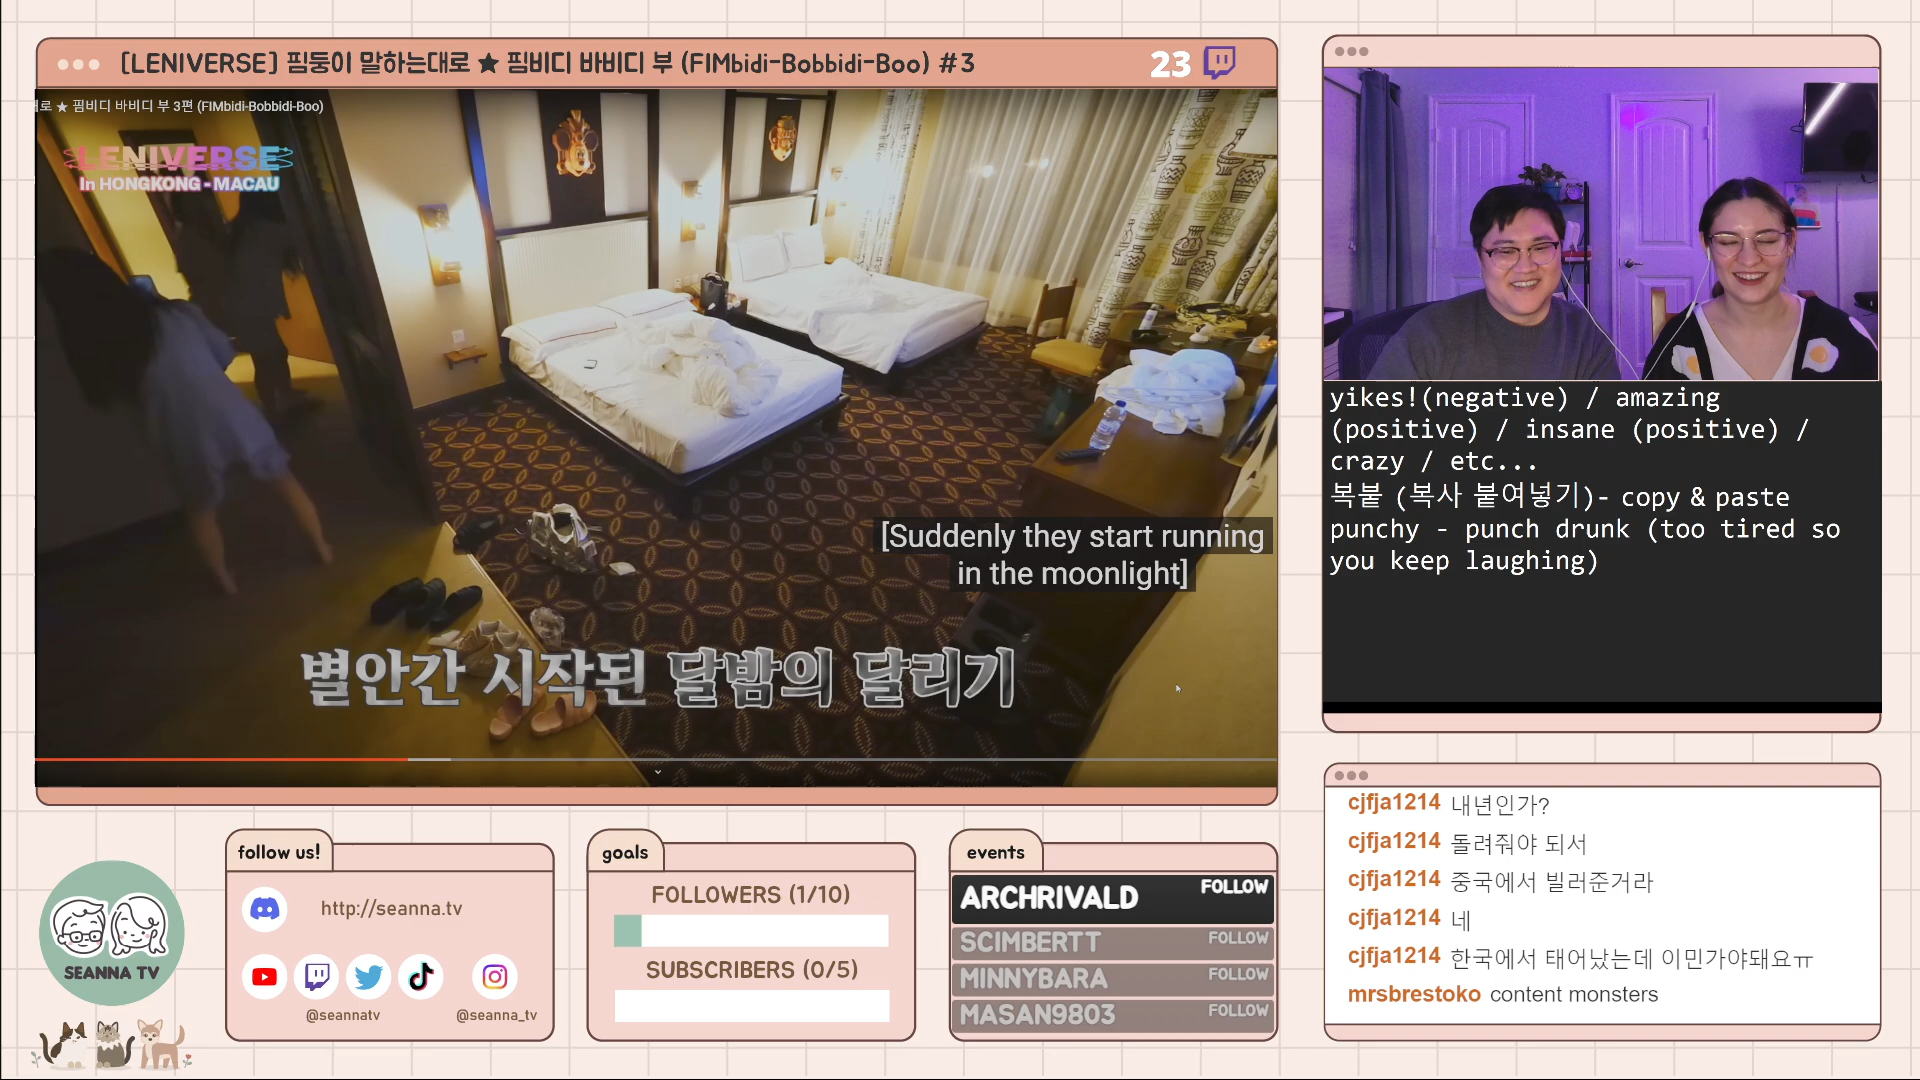 [LENIVERSE] 핌둥이 말하는대로 ★ 핌비디 바비디 부 (FIMbidi-Bobbidi-Boo) #3
23
대로 ★ 핌비디 바비디 부 3편 (FIMbidi-Bobbidi-Boo)
LENIVERSE
In HONGKONG - MACAU
[Suddenly they start running
in the moonlight]
별안간 시작된 달밤의 달리기
yikes!(negative) / amazing
(positive) / insane (positive) /
crazy / etc...
복붙 (복사 붙여넣기)- copy & paste
punchy - punch drunk (too tired so
you keep laughing)
cjfja1214 내년인가?
cjfja1214 돌려줘야 되서
cjfja1214 중국에서 빌러준거라
cjfja1214 네
cjfja1214 한국에서 태어났는데 이민가야돼요ㅠ
mrsbrestoko content monsters
SEANNA TV
follow us!
http://seanna.tv
@seannatv
@seanna_tv
goals
FOLLOWERS (1/10)
SUBSCRIBERS (0/5)
events
ARCHRIVALD FOLLOW
SCIMBERTT FOLLOW
MINNYBARA FOLLOW
MASAN9803 FOLLOW